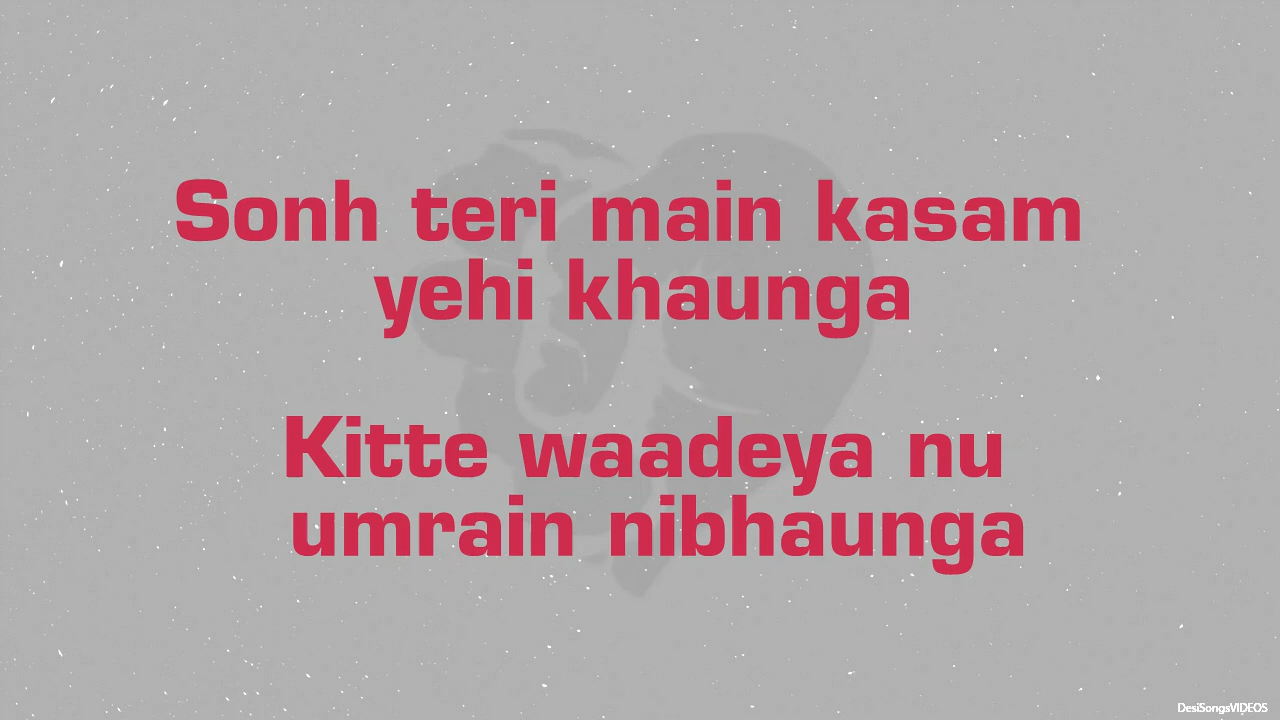 Sonh teri main kasam
yehi khaunga
Kitte waadeya nu
umrain nibhaunga
DesiSongsVIDEOS